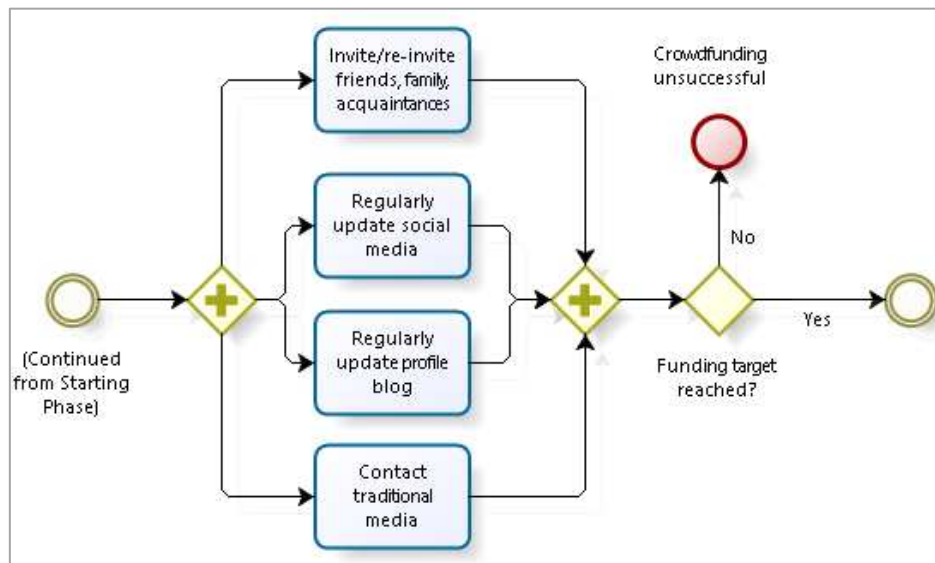 Invite/re-invite
friends, family,
acquaintances
Crowdfunding
unsuccessful
Regularly
update social
media
No
Yes
(Continued
from Starting
Phase)
Regularly
update profile
blog
Funding target
reached?
Contact
traditional
media